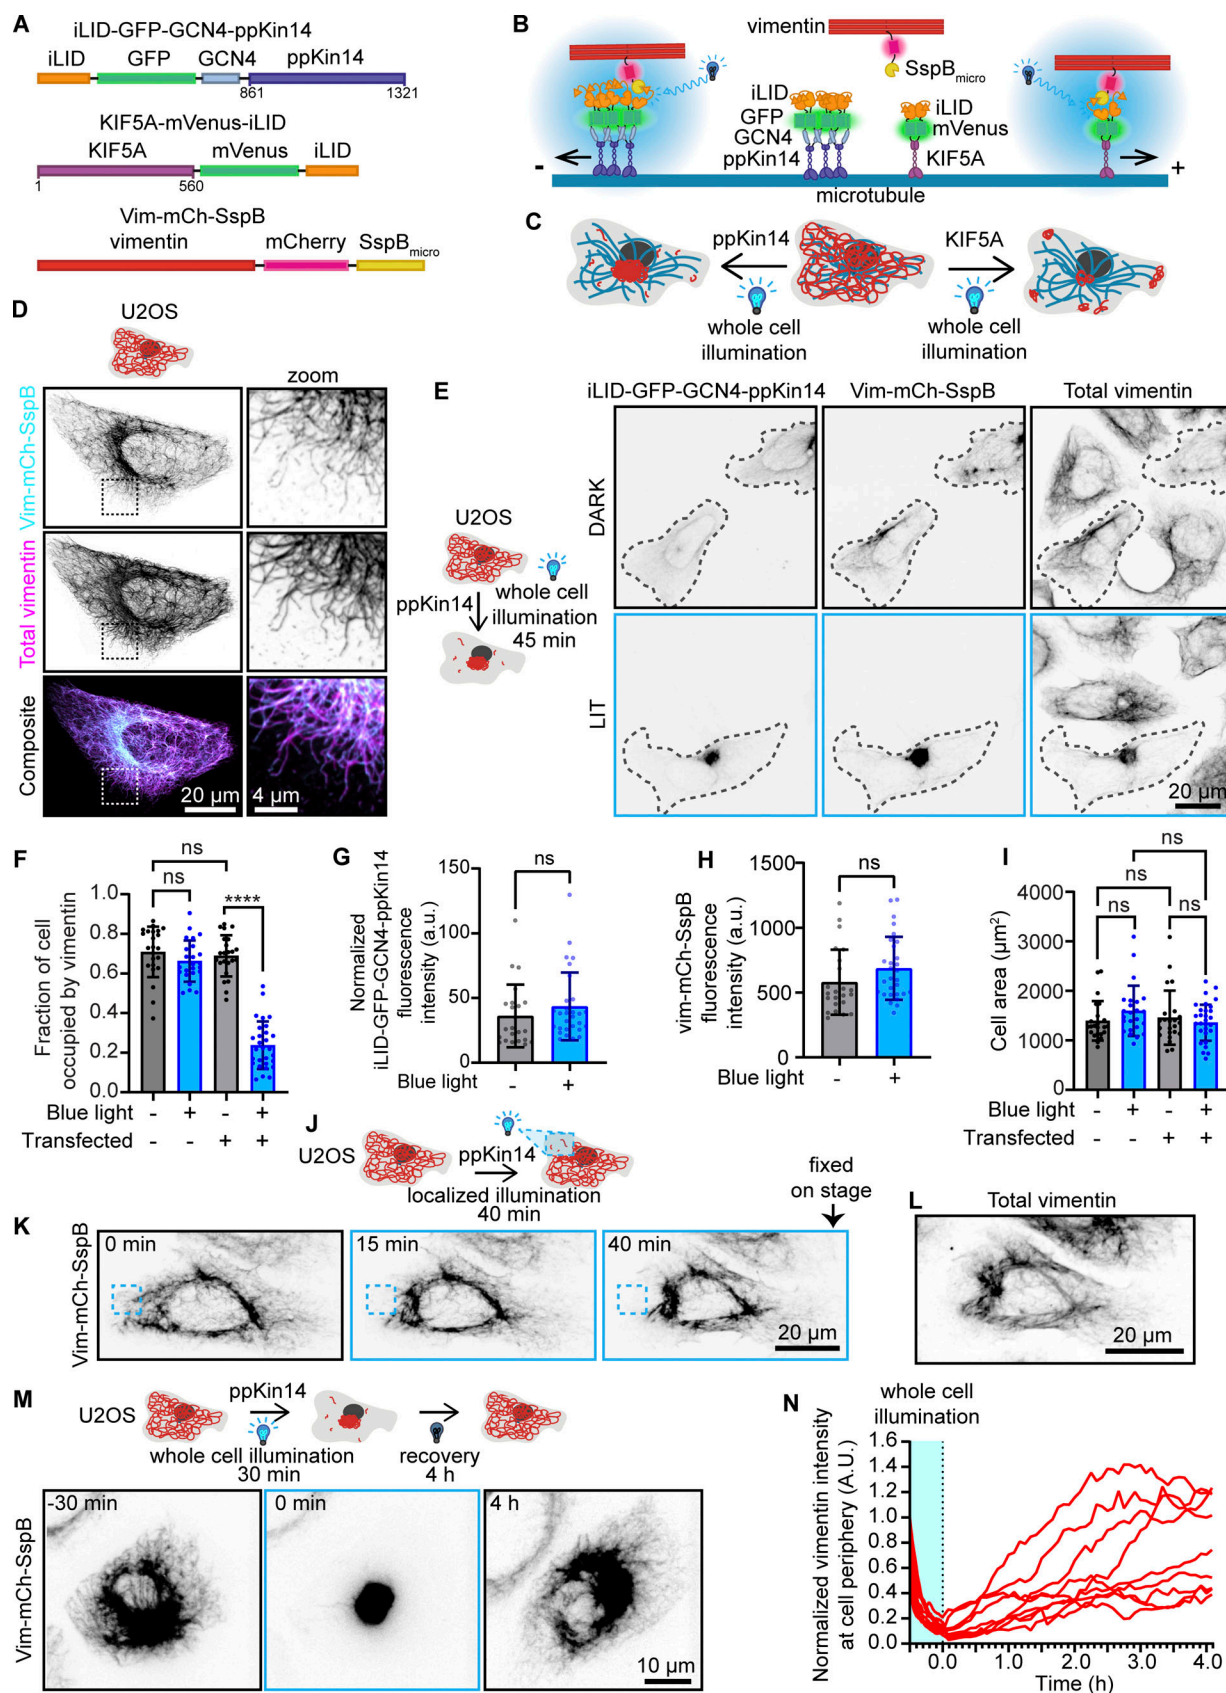 A
iLID-GFP-GCN4-ppKin14
iLID GFP GCN4 ppKin14
861 1321
KIF5A-mVenus-iLID
KIF5A mVenus iLID
1 560
Vim-mCh-SspB
vimentin mCherry SspBmicro
B
vimentin
SspBmicro
iLID
GFP
GCN4
ppKin14
iLID
mVenus
KIF5A
- +
microtubule
C
ppKin14 KIF5A
whole cell
illumination
whole cell
illumination
D
U2OS
zoom
Vim-mCh-SspB
Total vimentin
Composite
20 µm
4 µm
E
iLID-GFP-GCN4-ppKin14 Vim-mCh-SspB Total vimentin
DARK
U2OS
ppKin14
whole cell
illumination
45 min
LIT
20 µm
F
Fraction of cell
occupied by vimentin
ns
ns
****
1.0
0.8
0.6
0.4
0.2
0.0
Blue light - + - +
Transfected - - + +
G
Normalized
iLID-GFP-GCN4-ppKin14
fluorescence
intensity (a.u.)
ns
150
100
50
0
Blue light - +
H
vim-mCh-SspB
fluorescence
intensity (a.u.)
ns
1500
1000
500
0
Blue light - +
I
Cell area (µm²)
ns
ns
ns
ns
4000
3000
2000
1000
0
Blue light - + - +
Transfected - - + +
J
U2OS
ppKin14
localized illumination
40 min
fixed
on stage
K
Vim-mCh-SspB
0 min
15 min
40 min
20 µm
L
Total vimentin
20 µm
M
U2OS
ppKin14
whole cell illumination
30 min
recovery
4 h
Vim-mCh-SspB
-30 min
0 min
4 h
10 µm
N
whole cell
illumination
Normalized vimentin intensity
at cell periphery (A.U.)
1.6
1.4
1.2
1.0
0.8
0.6
0.4
0.2
0.0
0.0 1.0 2.0 3.0 4.0
Time (h)